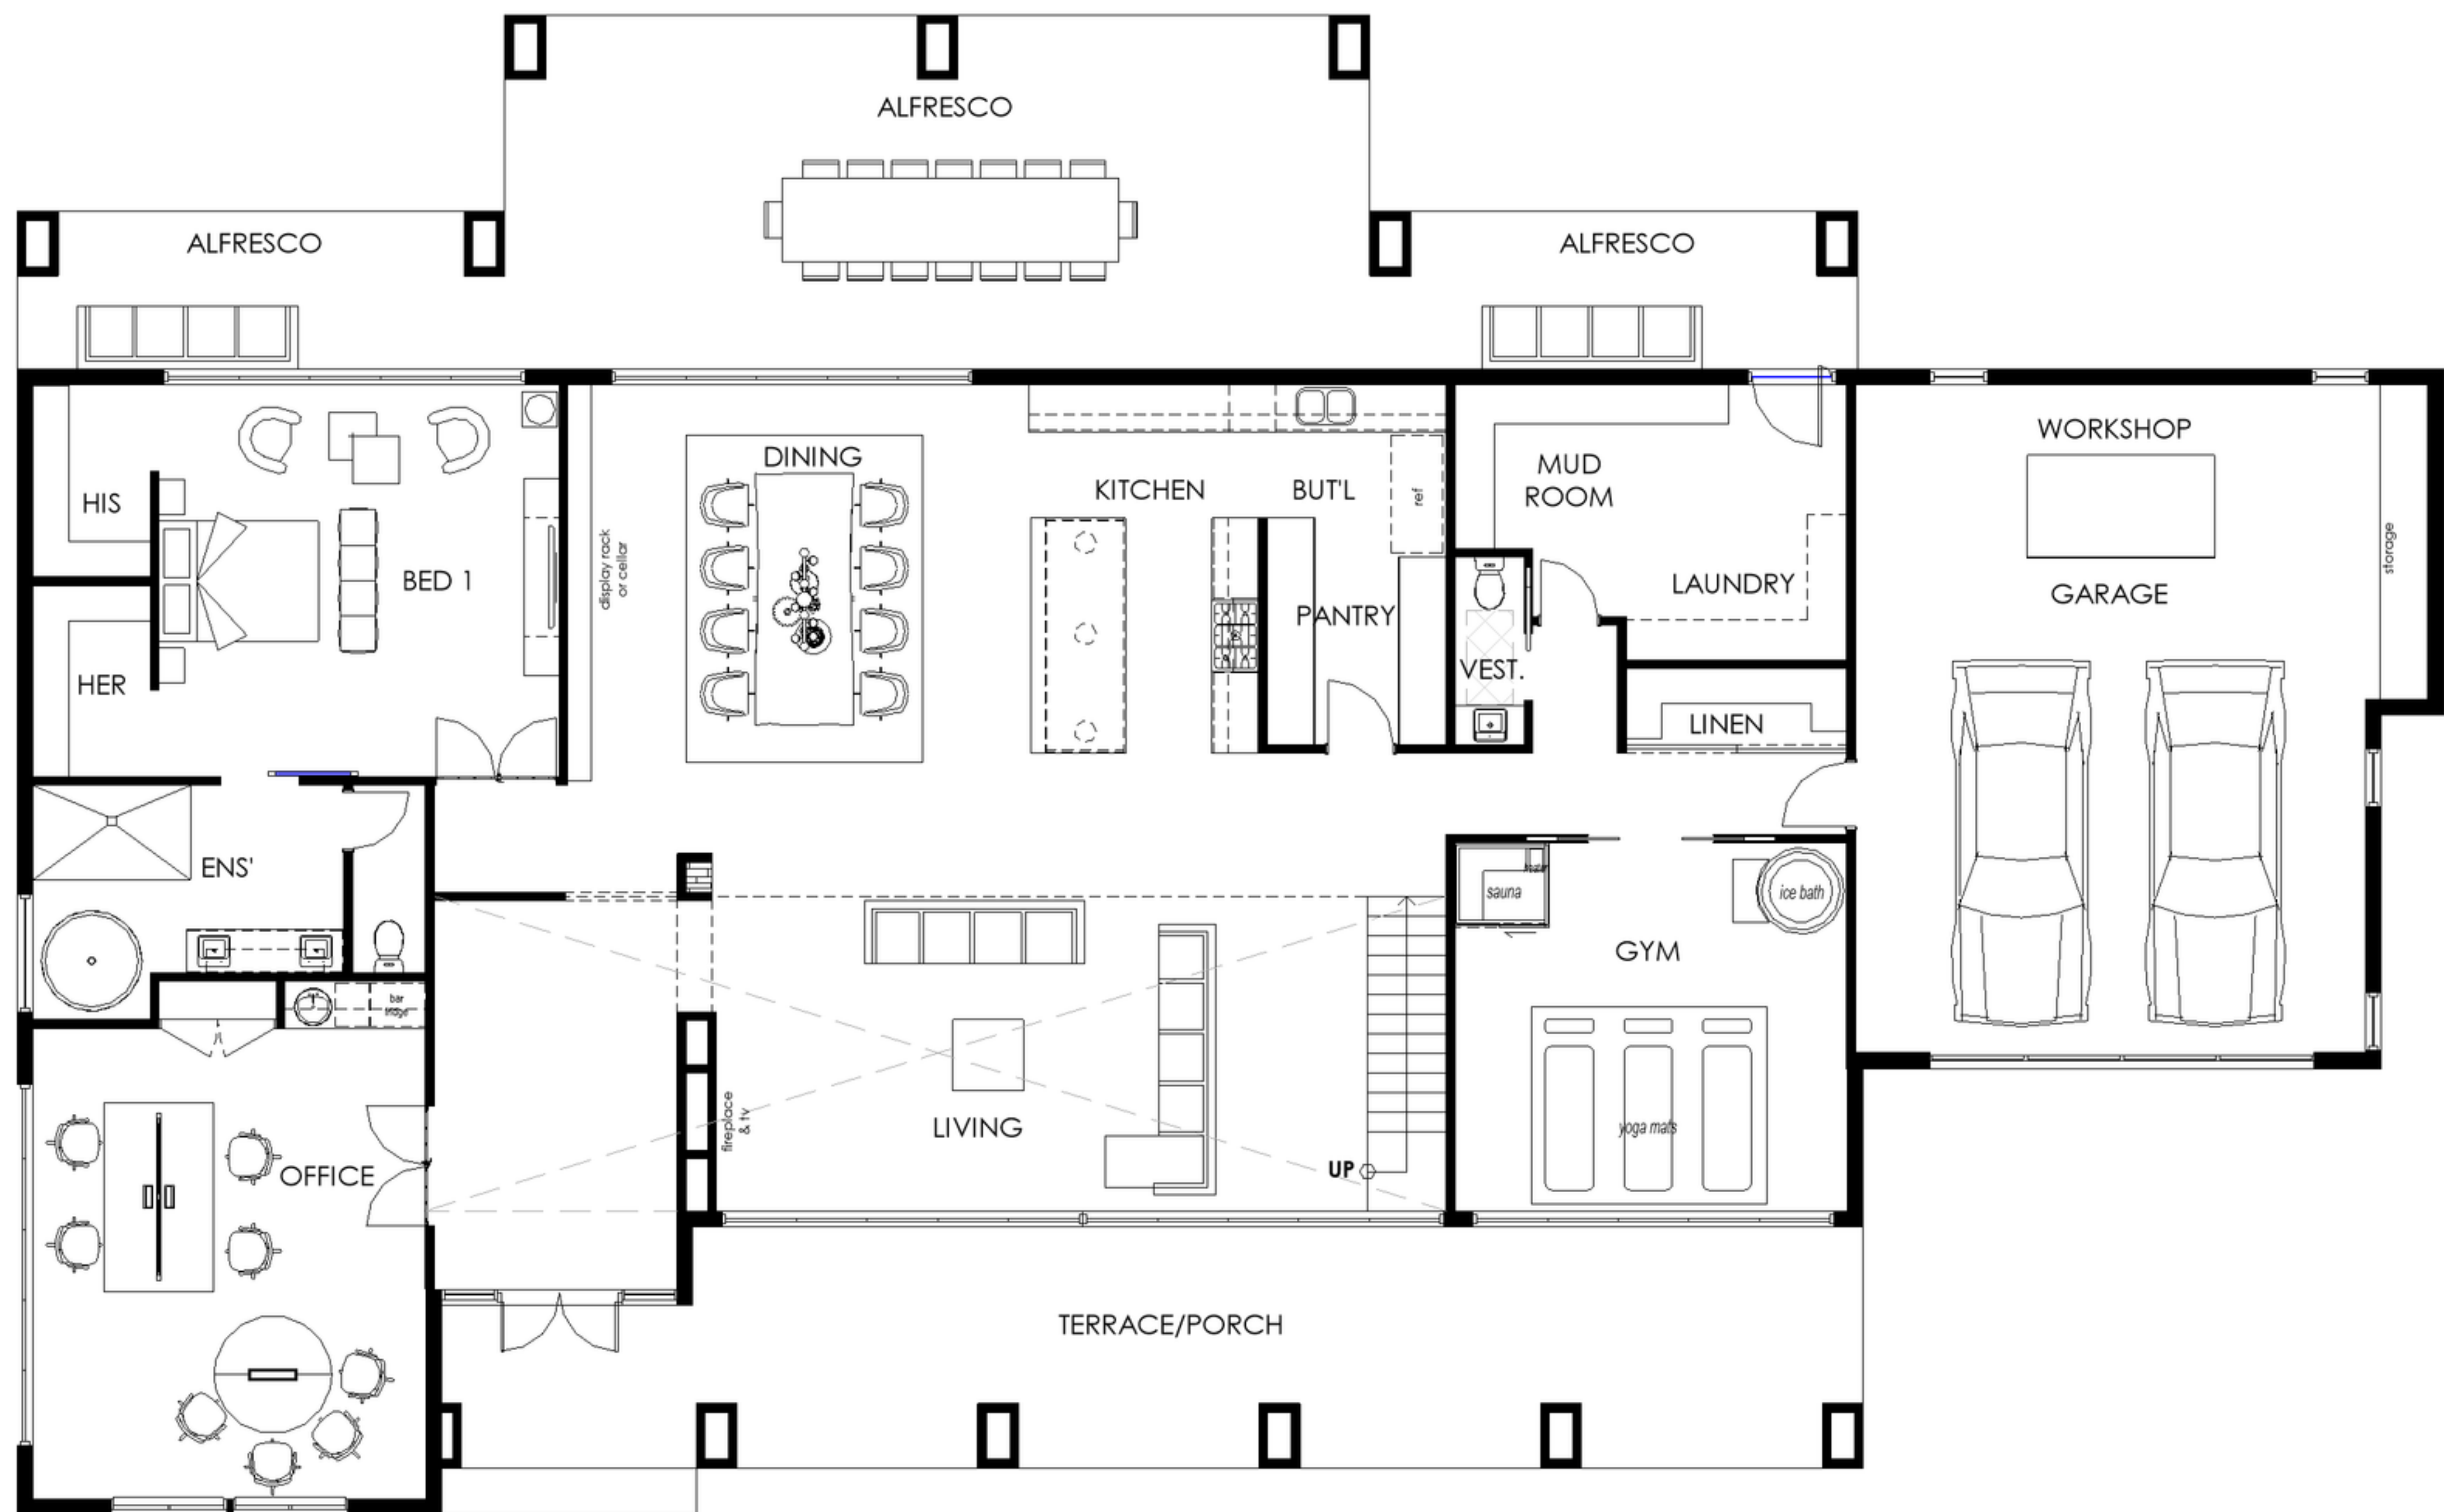 ALFRESCO
ALFRESCO
ALFRESCO
WORKSHOP
DINING
MUD
ROOM
KITCHEN
BUT'L
ref
HIS
display rack
or cellar
storage
BED 1
LAUNDRY
GARAGE
PANTRY
VEST.
HER
LINEN
ENS'
sauna
heater
ice bath
GYM
bar
fridge
fireplace
& tv
LIVING
yoga mats
UP
OFFICE
TERRACE/PORCH